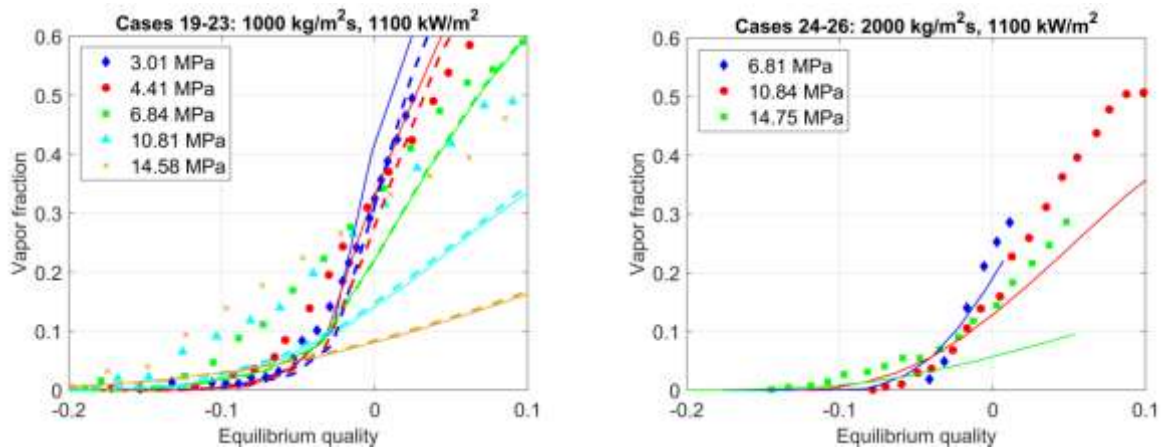 Cases 19-23: 1000 kg/m²s, 1100 kW/m²
0.6
0.5
0.4
0.3
0.2
0.1
0
Vapor fraction
3.01 MPa
4.41 MPa
6.84 MPa
10.81 MPa
14.58 MPa
-0.2
-0.1
0
0.1
Equilibrium quality
Cases 24-26: 2000 kg/m²s, 1100 kW/m²
0.6
0.5
0.4
0.3
0.2
0.1
0
Vapor fraction
6.81 MPa
10.84 MPa
14.75 MPa
-0.2
-0.1
0
0.1
Equilibrium quality